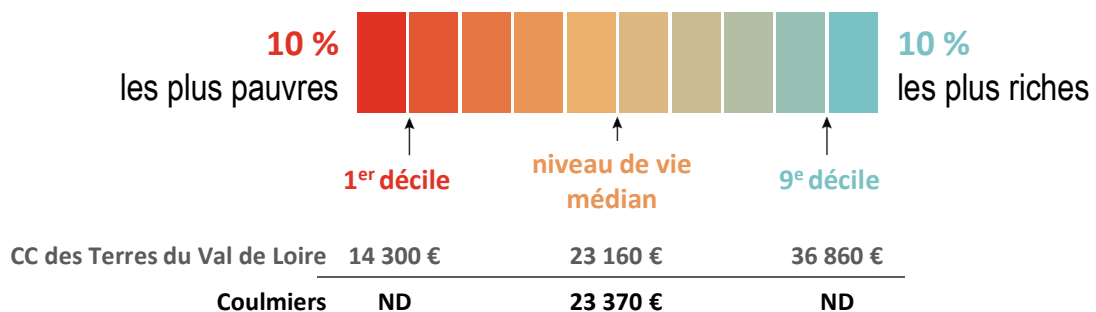 10 %
les plus pauvres
10 %
les plus riches
1er décile
niveau de vie
médian
9e décile
CC des Terres du Val de Loire 14 300 € 23 160 € 36 860 €
Coulmiers ND 23 370 € ND